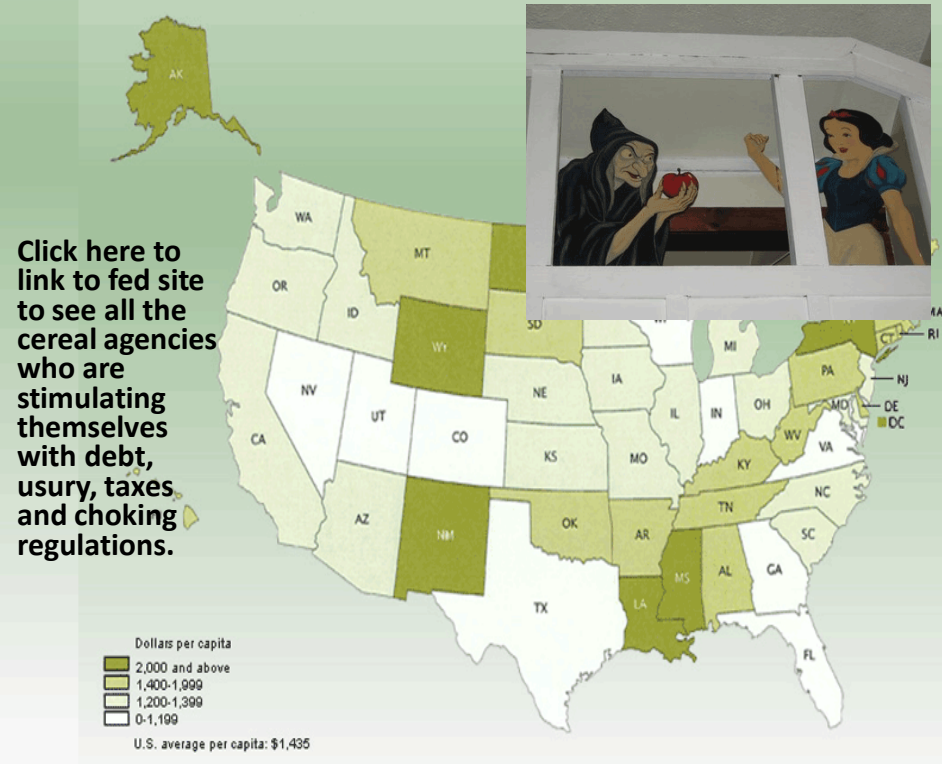 AK
WA
MT
OR
ID
WY
SD
MI
MA
RI
CT
NV
UT
CO
NE
IA
IL
IN
OH
PA
NJ
MD
DE
DC
CA
KS
MO
KY
WV
VA
AZ
NM
OK
AR
TN
NC
SC
TX
LA
MS
AL
GA
FL
Click here to
link to fed site
to see all the
cereal agencies
who are
stimulating
themselves
with debt,
usury, taxes
and choking
regulations.
Dollars per capita
2,000 and above
1,400-1,999
1,200-1,399
0-1,199
U.S. average per capita: $1,435